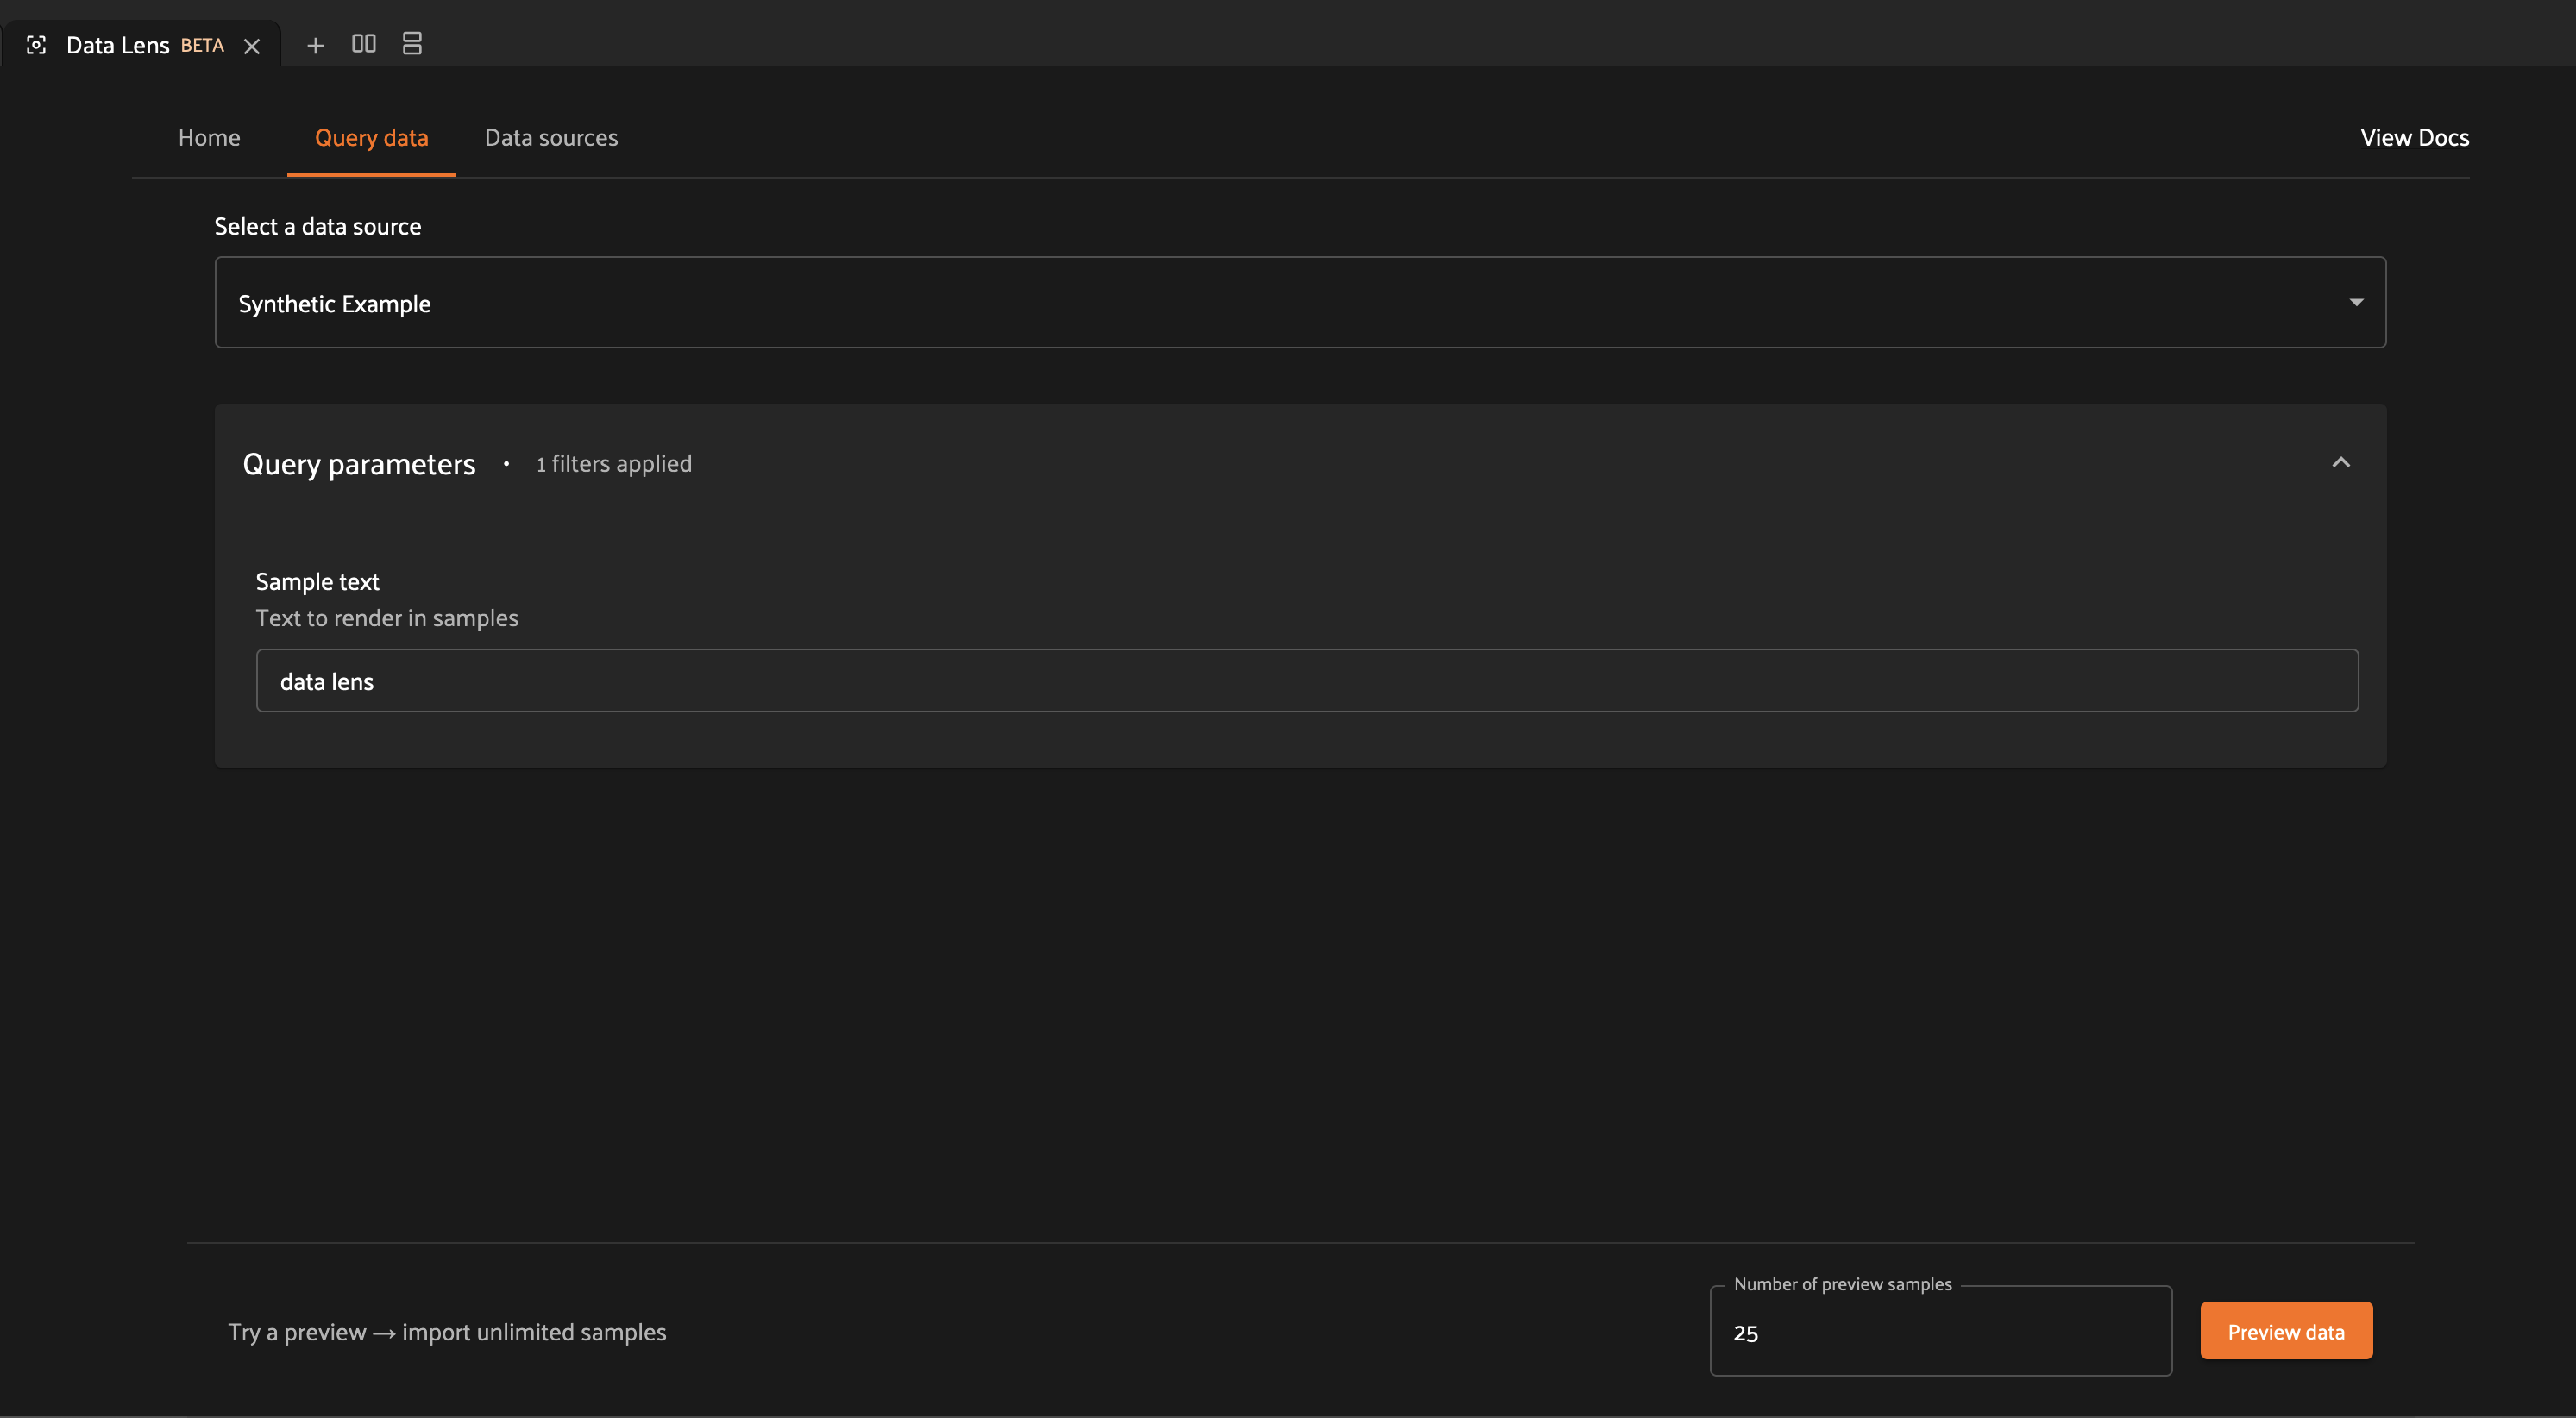 Data Lens BETA
Home
Query data
Data sources
View Docs
Select a data source
Synthetic Example
Query parameters • 1 filters applied
Sample text
Text to render in samples
data lens
Number of preview samples
Try a preview → import unlimited samples
25
Preview data